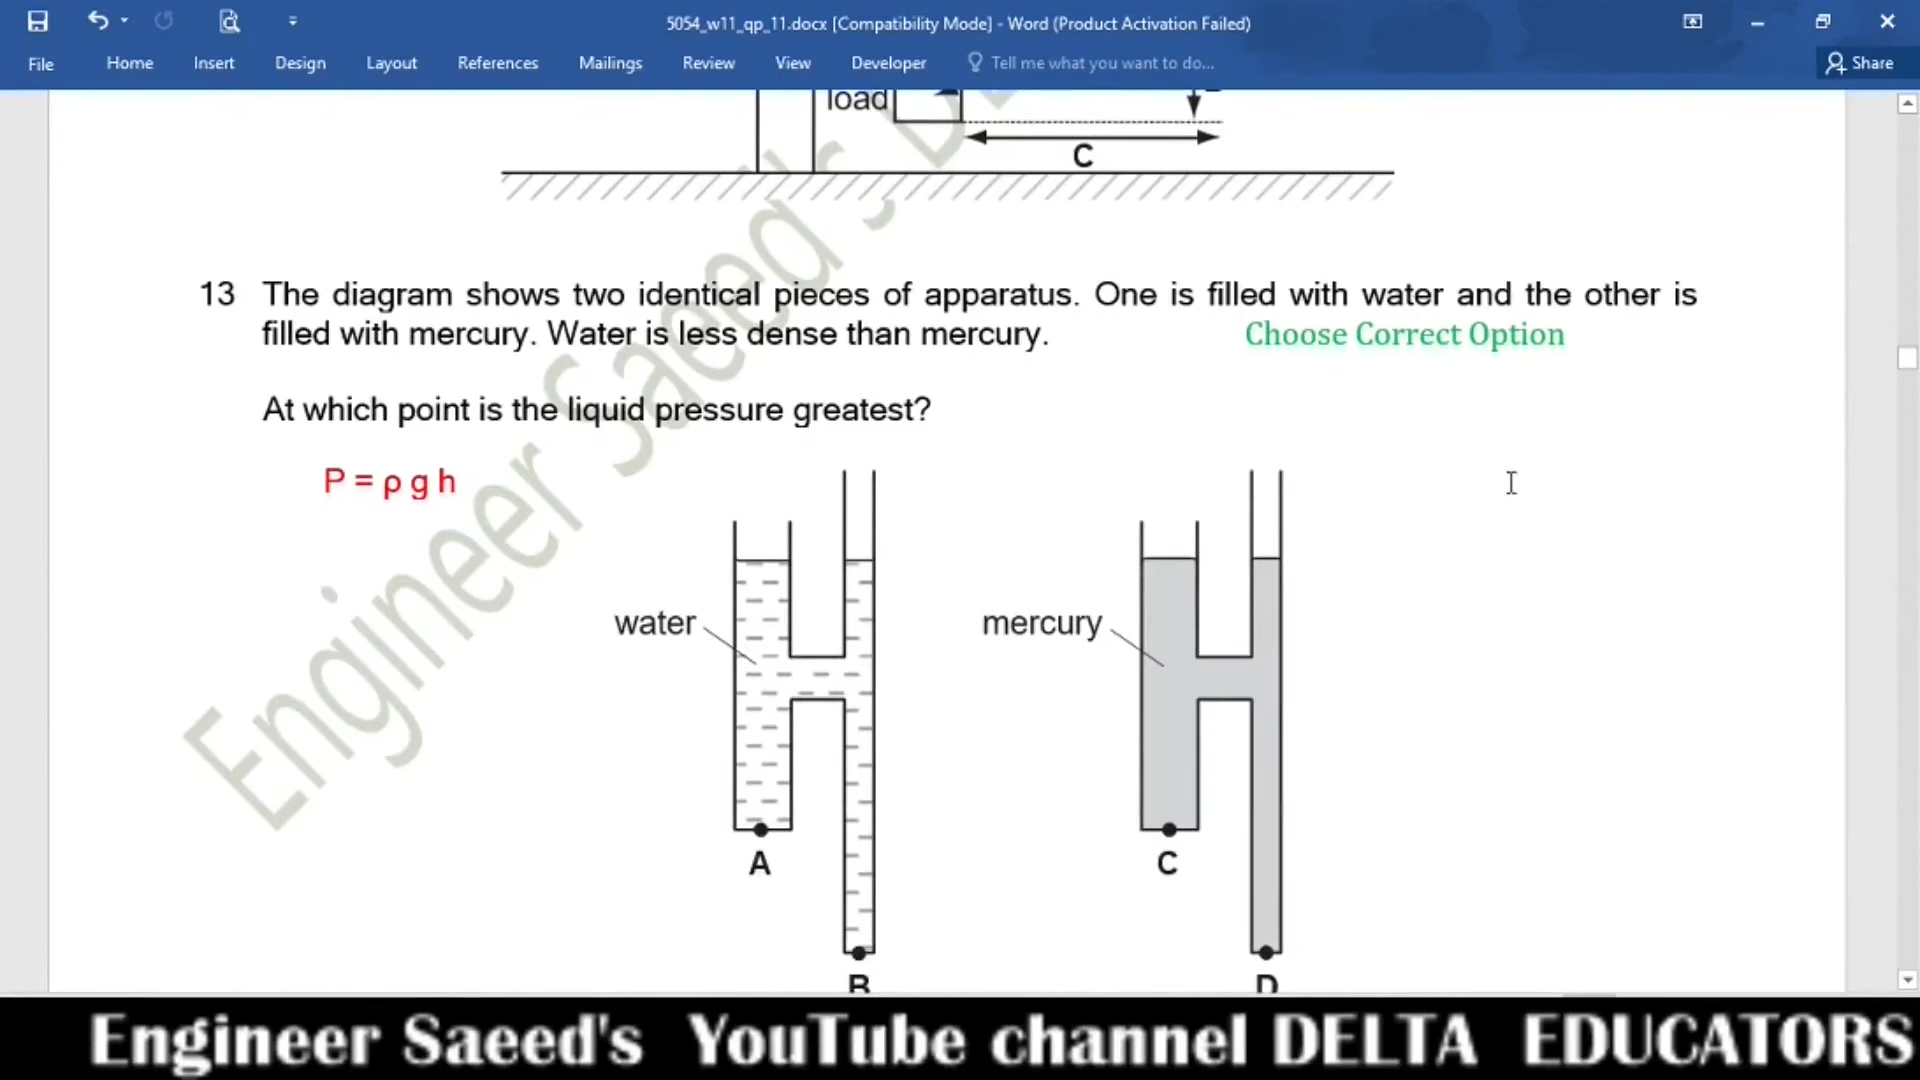 5054_w11_qp_11.docx [Compatibility Mode] - Word (Product Activation Failed)
File Home Insert Design Layout References Mailings Review View Developer Tell me what you want to do... Share
load
C
13 The diagram shows two identical pieces of apparatus. One is filled with water and the other is
filled with mercury. Water is less dense than mercury. Choose Correct Option
At which point is the liquid pressure greatest?
P = ρ g h
water
mercury
A
C
B
D
Engineer Saeed's
Engineer Saeed's YouTube channel DELTA EDUCATORS